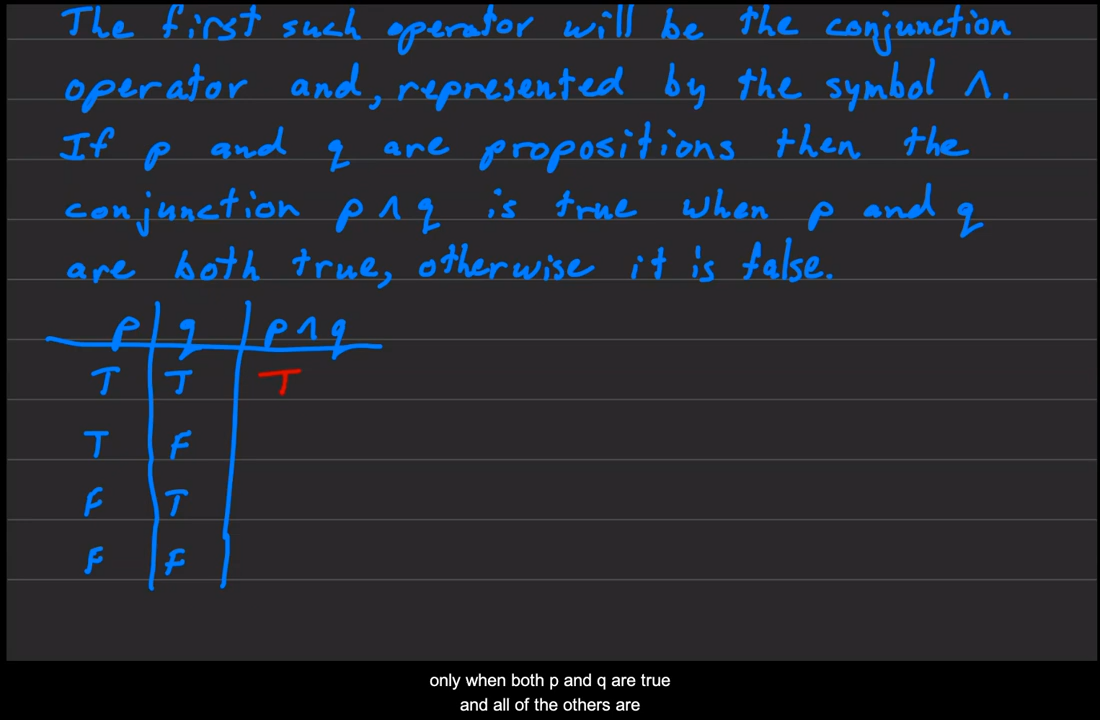 The first such operator will be the conjunction
operator and, represented by the symbol ∧.
If p and q are propositions then the
conjunction p ∧ q is true when p and q
are both true, otherwise it is false.
p q p ∧ q
T T T
T F
F T
F F
only when both p and q are true
and all of the others are